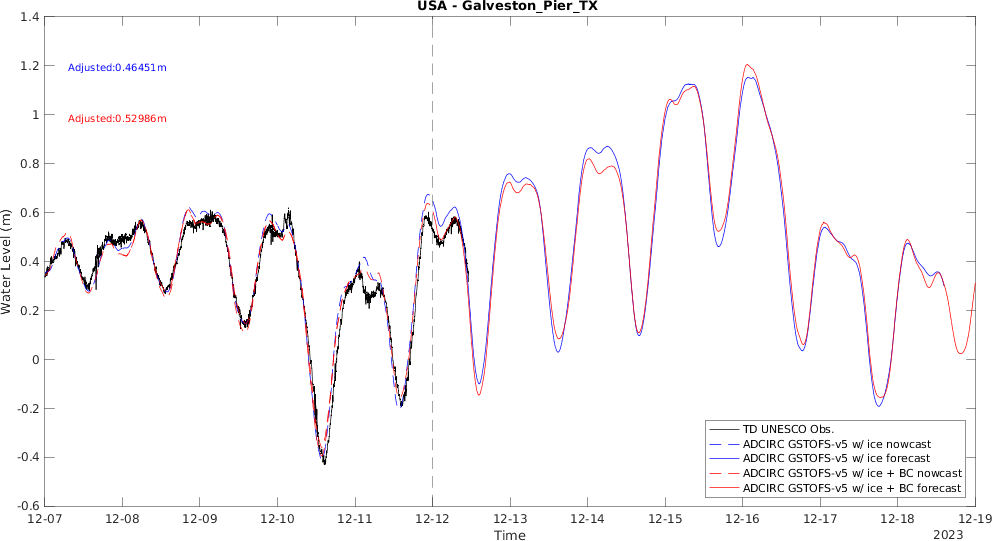 USA - Galveston_Pier_TX
1.4
1.2
1
0.8
0.6
0.4
0.2
0
-0.2
-0.4
-0.6
Water Level (m)
Adjusted:0.46451m
Adjusted:0.52986m
TD UNESCO Obs.
ADCIRC GSTOFS-v5 w/ ice nowcast
ADCIRC GSTOFS-v5 w/ ice forecast
ADCIRC GSTOFS-v5 w/ ice + BC nowcast
ADCIRC GSTOFS-v5 w/ ice + BC forecast
12-07 12-08 12-09 12-10 12-11 12-12 12-13 12-14 12-15 12-16 12-17 12-18 12-19
Time
2023